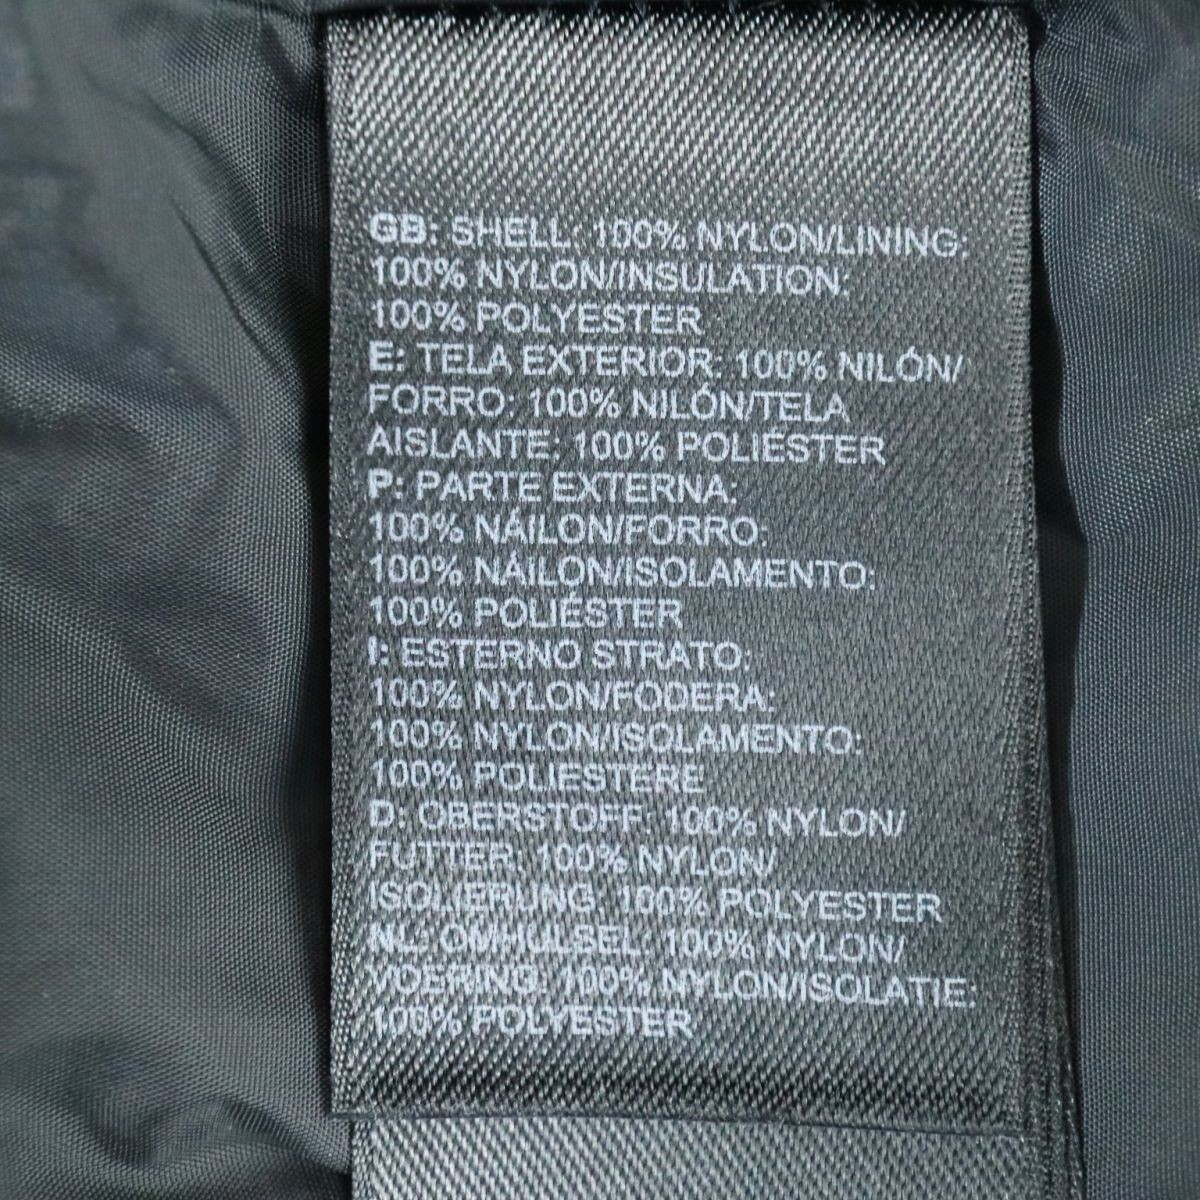 GB: SHELL: 100% NYLON/LINING:
100% NYLON/INSULATION:
100% POLYESTER
E: TELA EXTERIOR: 100% NILÓN/
FORRO: 100% NILÓN/TELA
AISLANTE: 100% POLIÉSTER
P: PARTE EXTERNA:
100% NÁILON/FORRO:
100% NÁILON/ISOLAMENTO:
100% POLIÉSTER
I: ESTERNO STRATO:
100% NYLON/FODERA:
100% NYLON/ISOLAMENTO:
100% POLIESTERE
D: OBERSTOFF: 100% NYLON/
FUTTER: 100% NYLON/
ISOLIERUNG: 100% POLYESTER
NL: OMHULSEL: 100% NYLON/
VOERING: 100% NYLON/ISOLATIE:
100% POLYESTER